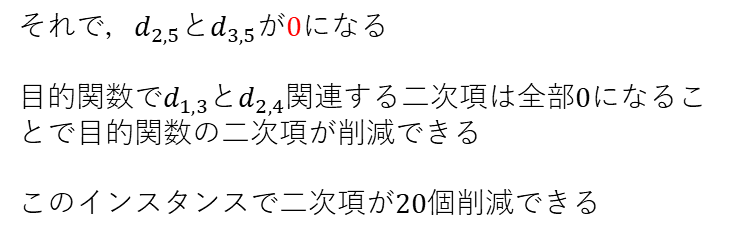 それで，d2,5とd3,5が0になる
目的関数でd1,3とd2,4関連する二次項は全部0になるこ
とで目的関数の二次項が削減できる
このインスタンスで二次項が20個削減できる